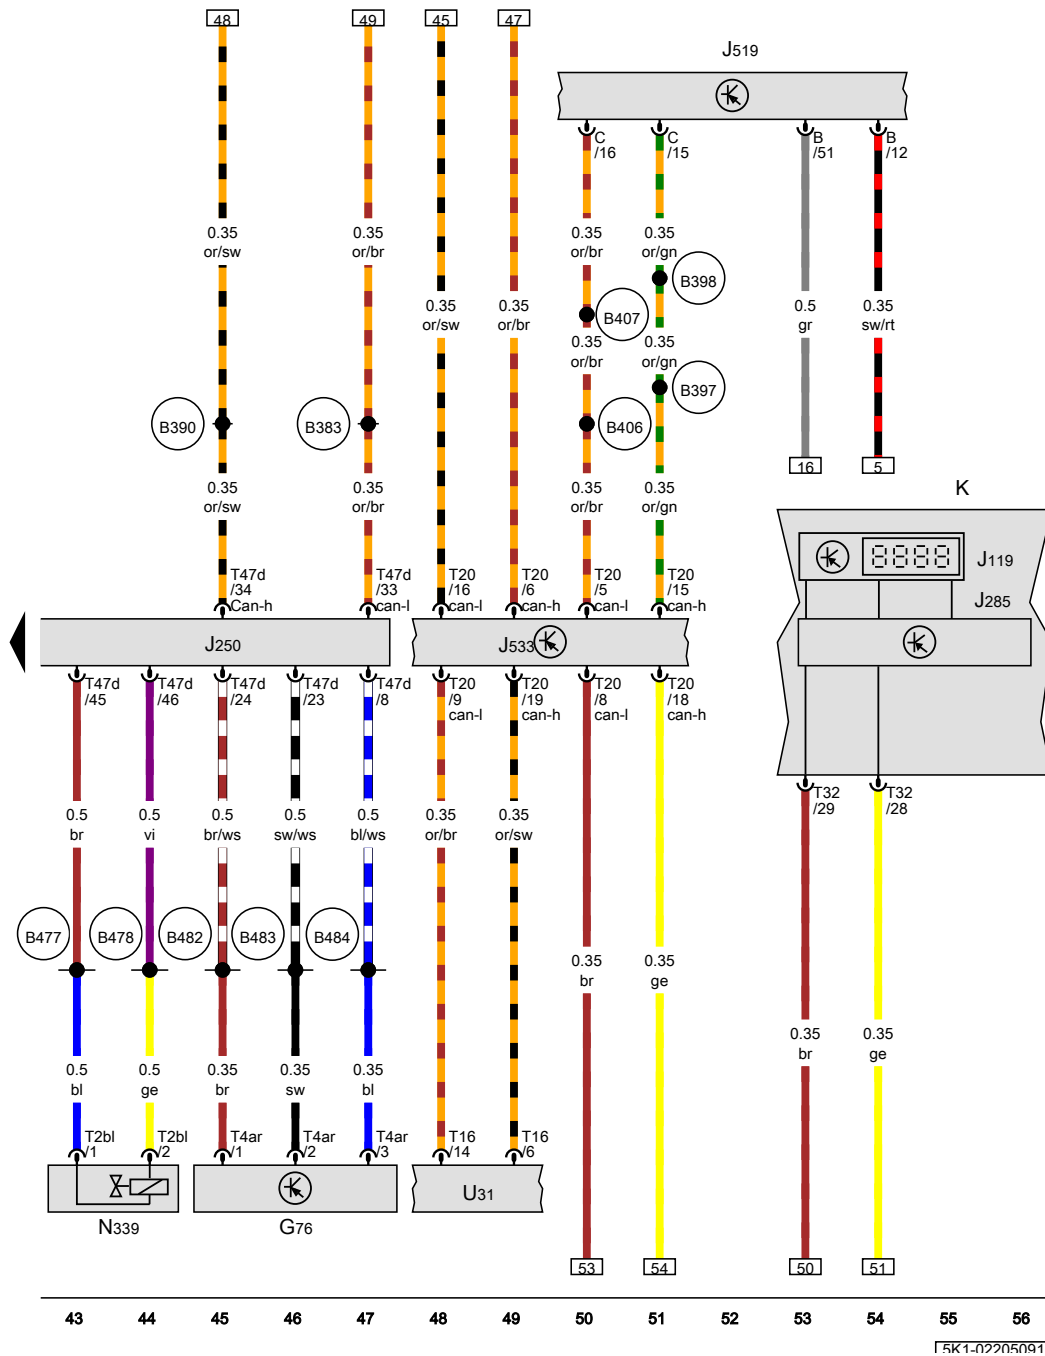 48 49 45 47
J519
C /16
C /15
B /51
B /12
0.35 or/sw
0.35 or/br
0.35 or/br
0.35 or/gn
B398
0.35 or/sw
0.35 or/br
B407
0.5 gr
0.35 sw/rt
0.35 or/br
0.35 or/gn
B397
B390
B383
B406
16 5
0.35 or/sw
0.35 or/br
0.35 or/br
0.35 or/gn
K
J119
J285
T47d /34 Can-h
T47d /33 can-l
T20 /16 can-l
T20 /6 can-h
T20 /5 can-l
T20 /15 can-h
J250
J533
T47d /45
T47d /46
T47d /24
T47d /23
T47d /8
T20 /9 can-l
T20 /19 can-h
T20 /8 can-l
T20 /18 can-h
T32 /29
T32 /28
0.5 br
0.5 vi
0.5 br/ws
0.5 sw/ws
0.5 bl/ws
0.35 or/br
0.35 or/sw
B477
B478
B482
B483
B484
0.35 br
0.35 ge
0.35 br
0.35 ge
0.5 bl
0.5 ge
0.35 br
0.35 sw
0.35 bl
T2bl /1
T2bl /2
T4ar /1
T4ar /2
T4ar /3
T16 /14
T16 /6
N339
G76
U31
53 54 50 51
43 44 45 46 47 48 49 50 51 52 53 54 55 56
5K1-02205091